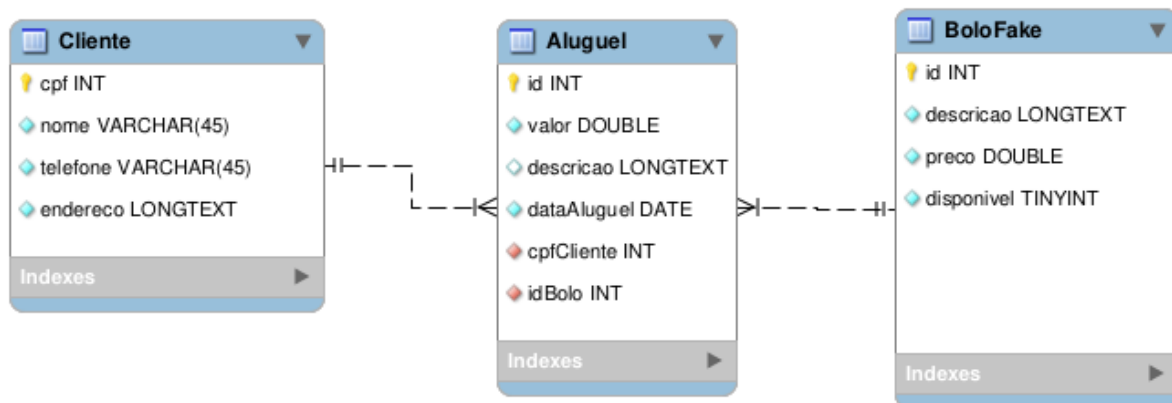 Cliente
cpf INT
nome VARCHAR(45)
telefone VARCHAR(45)
endereco LONGTEXT
Indexes
Aluguel
id INT
valor DOUBLE
descricao LONGTEXT
dataAluguel DATE
cpfCliente INT
idBolo INT
Indexes
BoloFake
id INT
descricao LONGTEXT
preco DOUBLE
disponivel TINYINT
Indexes